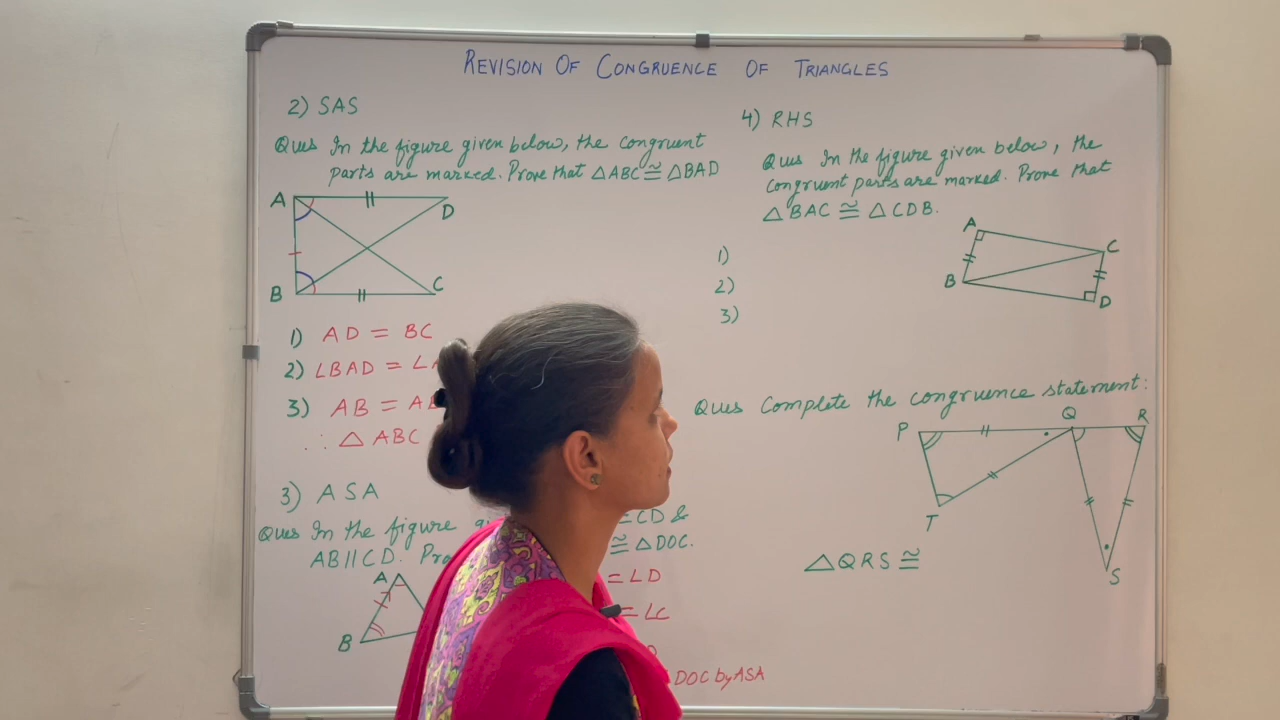 REVISION OF CONGRUENCE OF TRIANGLES
2) SAS
Ques In the figure given below, the congruent
parts are marked. Prove that △ABC ≅ △BAD
A
D
B
C
1) AD = BC
2) ∠BAD = ∠A
3) AB = AB
∴ △ABC
3) ASA
Ques In the figure = CD &
AB||CD. ≅ △DOC.
A
B
= ∠D
= ∠C
DOC by ASA
4) RHS
Ques In the figure given below, the
congruent parts are marked. Prove that
△BAC ≅ △CDB.
A
C
B
D
1)
2)
3)
Ques Complete the congruence statement:
P
Q
R
T
S
△QRS ≅